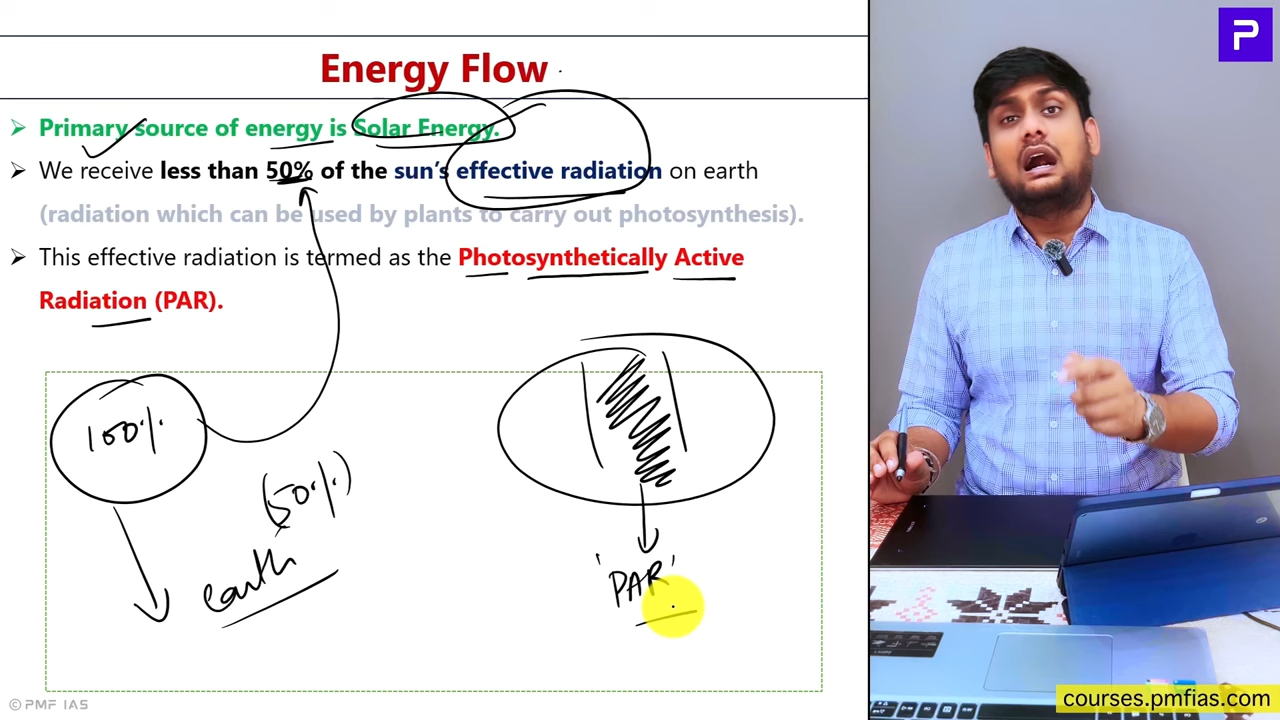 Energy Flow
➢ Primary source of energy is Solar Energy.
➢ We receive less than 50% of the sun's effective radiation on earth
(radiation which can be used by plants to carry out photosynthesis).
➢ This effective radiation is termed as the Photosynthetically Active
Radiation (PAR).
100%
(50%)
earth
'PAR'
© PMF IAS
P
courses.pmfias.com